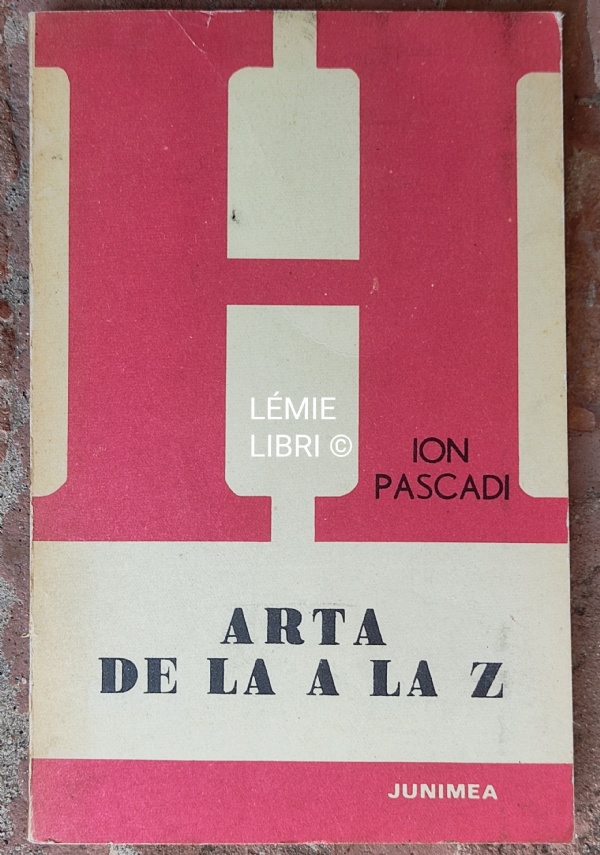 H
LÉMIE
LIBRI ©
ION
PASCADI
ARTA
DE LA A LA Z
JUNIMEA